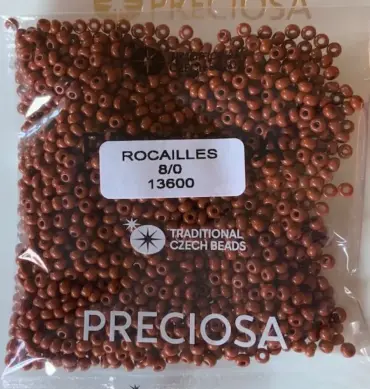 PRECIOSA
ROCAILLES
8/0
13600
TRADITIONAL
CZECH BEADS
PRECIOSA